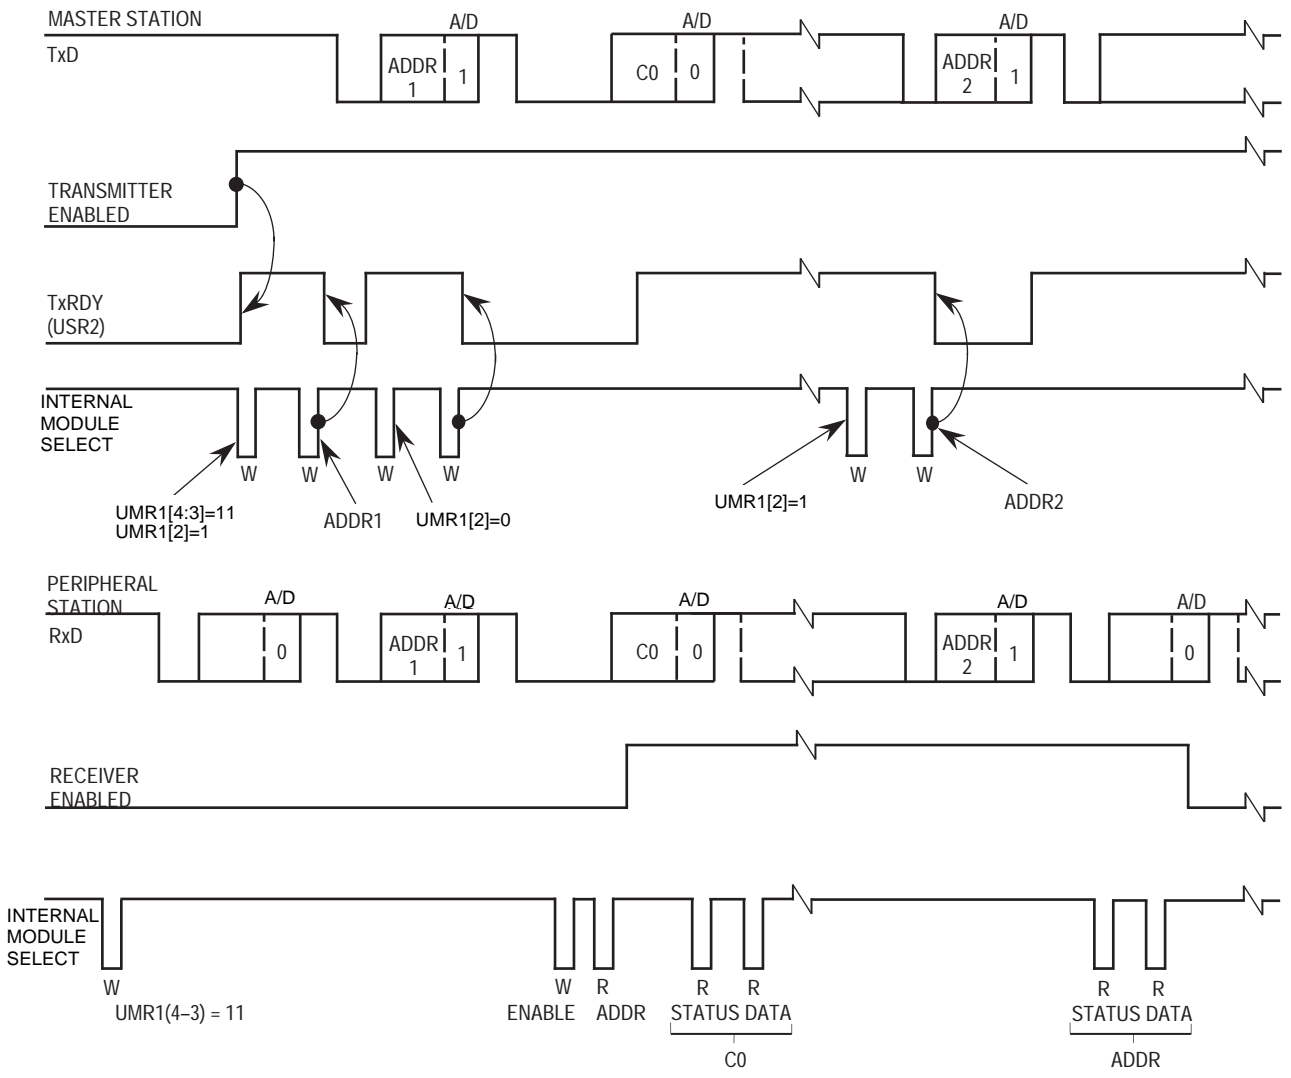 MASTER STATION
TxD
A/D
A/D
A/D
ADDR
1
1
C0
0
ADDR
2
1
TRANSMITTER
ENABLED
TxRDY
(USR2)
INTERNAL
MODULE
SELECT
W
W
W
W
W
W
UMR1[4:3]=11
UMR1[2]=1
ADDR1
UMR1[2]=0
UMR1[2]=1
ADDR2
PERIPHERAL
STATION
RxD
A/D
A/D
A/D
A/D
A/D
0
ADDR
1
1
C0
0
ADDR
2
1
0
RECEIVER
ENABLED
INTERNAL
MODULE
SELECT
W
W
R
R
R
R
R
UMR1(4–3) = 11
ENABLE
ADDR
STATUS DATA
STATUS DATA
C0
ADDR